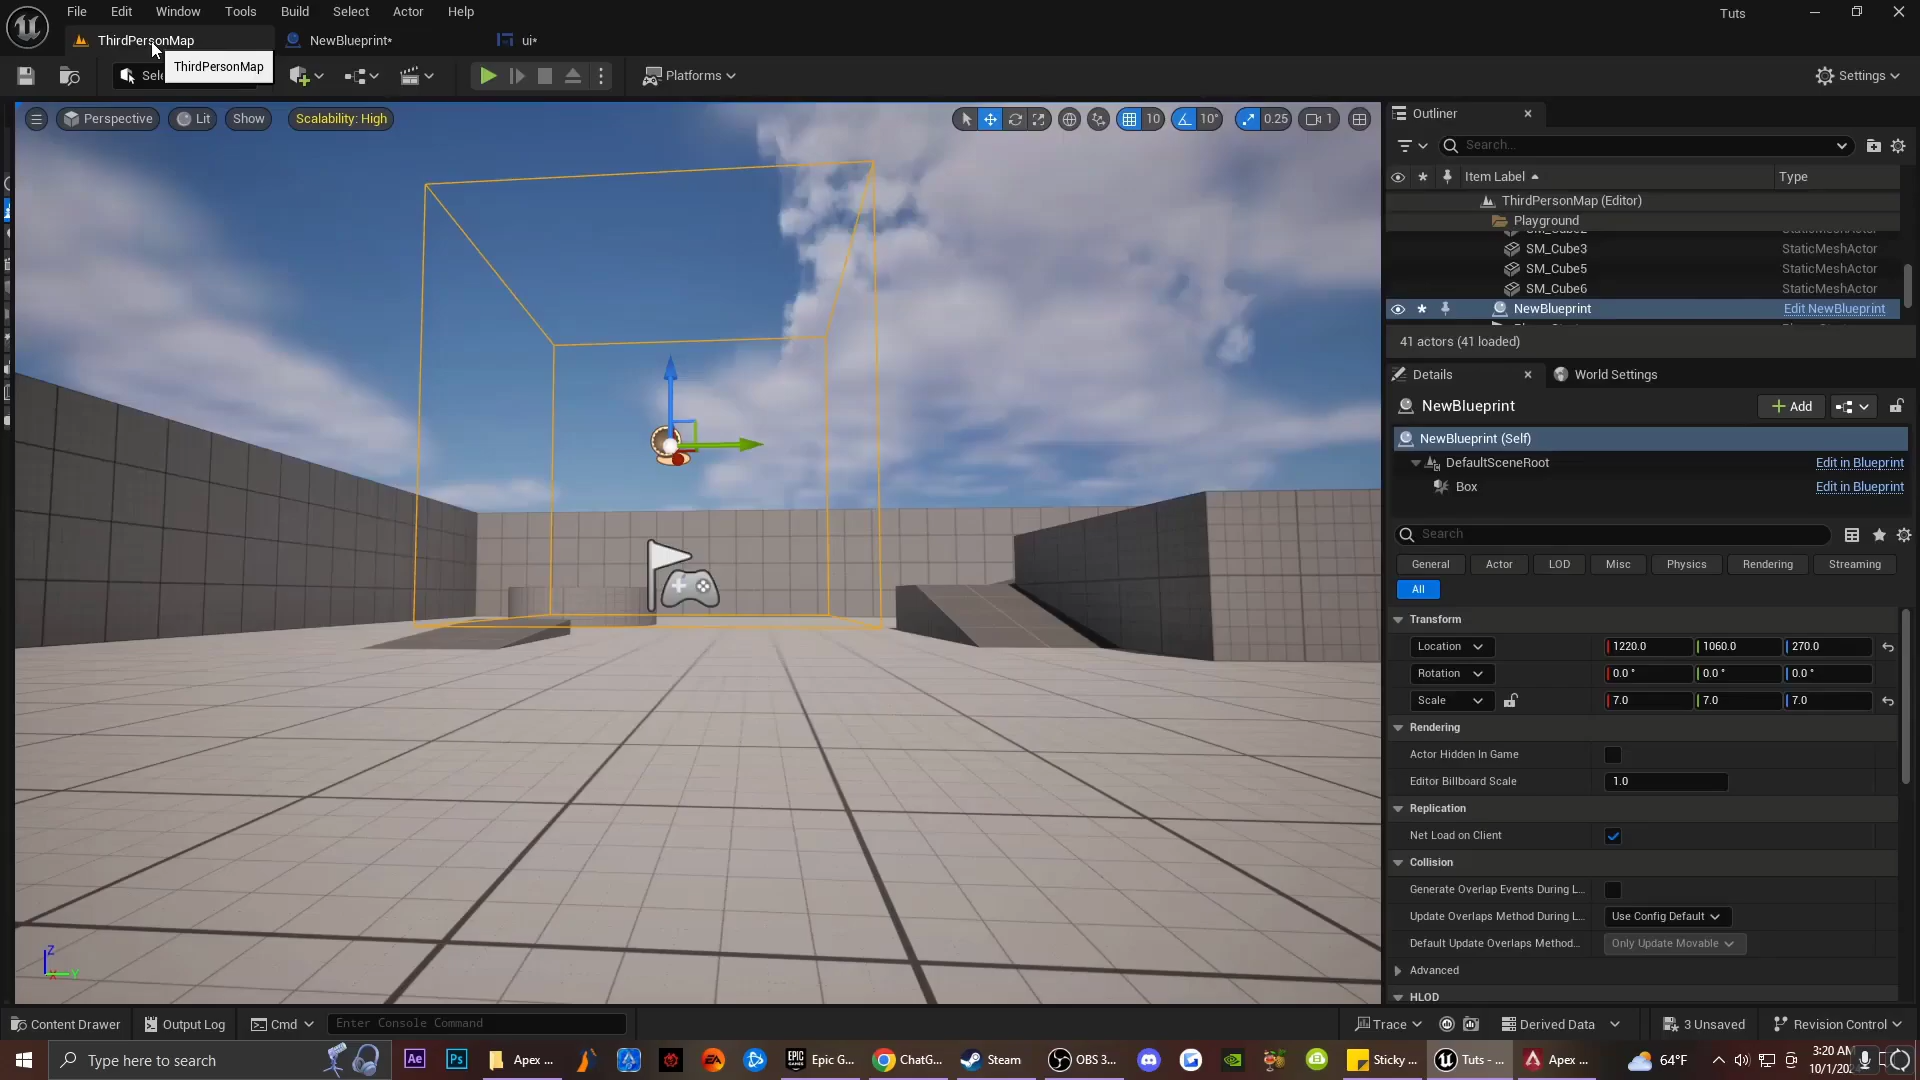 File Edit Window Tools Build Select Actor Help
Tuts
ThirdPersonMap
NewBlueprint*
ui*
ThirdPersonMap
Platforms
Settings
Perspective
Lit
Show
Scalability: High
10
10°
0.25
1
Outliner
Search...
Item Label
Type
ThirdPersonMap (Editor)
Playground
SM_Cube3 StaticMeshActor
SM_Cube5 StaticMeshActor
SM_Cube6 StaticMeshActor
NewBlueprint Edit NewBlueprint
41 actors (41 loaded)
Details
World Settings
NewBlueprint
Add
NewBlueprint (Self)
DefaultSceneRoot Edit in Blueprint
Box Edit in Blueprint
Search
General Actor LOD Misc Physics Rendering Streaming
All
Transform
Location 1220.0 1060.0 270.0
Rotation 0.0 ° 0.0 ° 0.0 °
Scale 7.0 7.0 7.0
Rendering
Actor Hidden In Game
Editor Billboard Scale 1.0
Replication
Net Load on Client
Collision
Generate Overlap Events During L...
Update Overlaps Method During L... Use Config Default
Default Update Overlaps Method... Only Update Movable
Advanced
HLOD
Z
Y
Content Drawer
Output Log
Cmd
Enter Console Command
Trace
Derived Data
3 Unsaved
Revision Control
Type here to search
Ae
Ps
Apex ...
EA
EPIC GAMES
Epic G...
ChatG...
Steam
OBS 3...
Sticky ...
Tuts - ...
Apex ...
64°F
3:20 AM